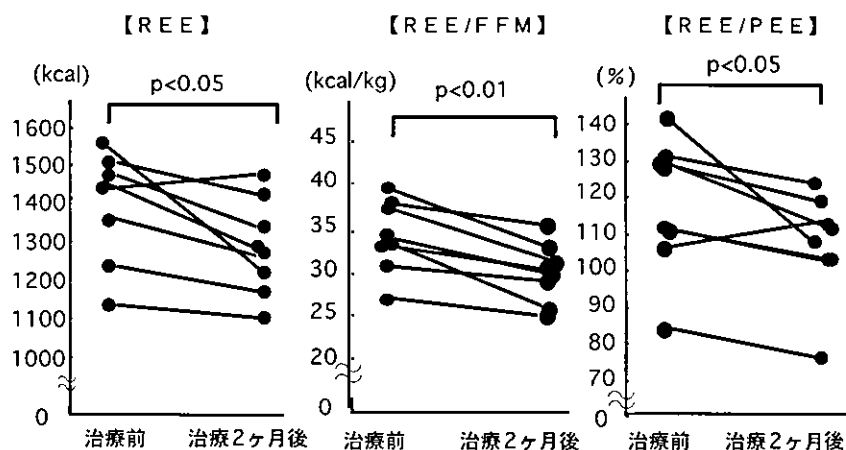 【REE】
(kcal)
p<0.05
1600
1500
1400
1300
1200
1100
1000
0
治療前 治療2ヶ月後
【REE/FFM】
(kcal/kg)
p<0.01
45
40
35
30
25
20
0
治療前 治療2ヶ月後
【REE/PEE】
(%)
p<0.05
140
130
120
110
100
90
80
70
0
治療前 治療2ヶ月後